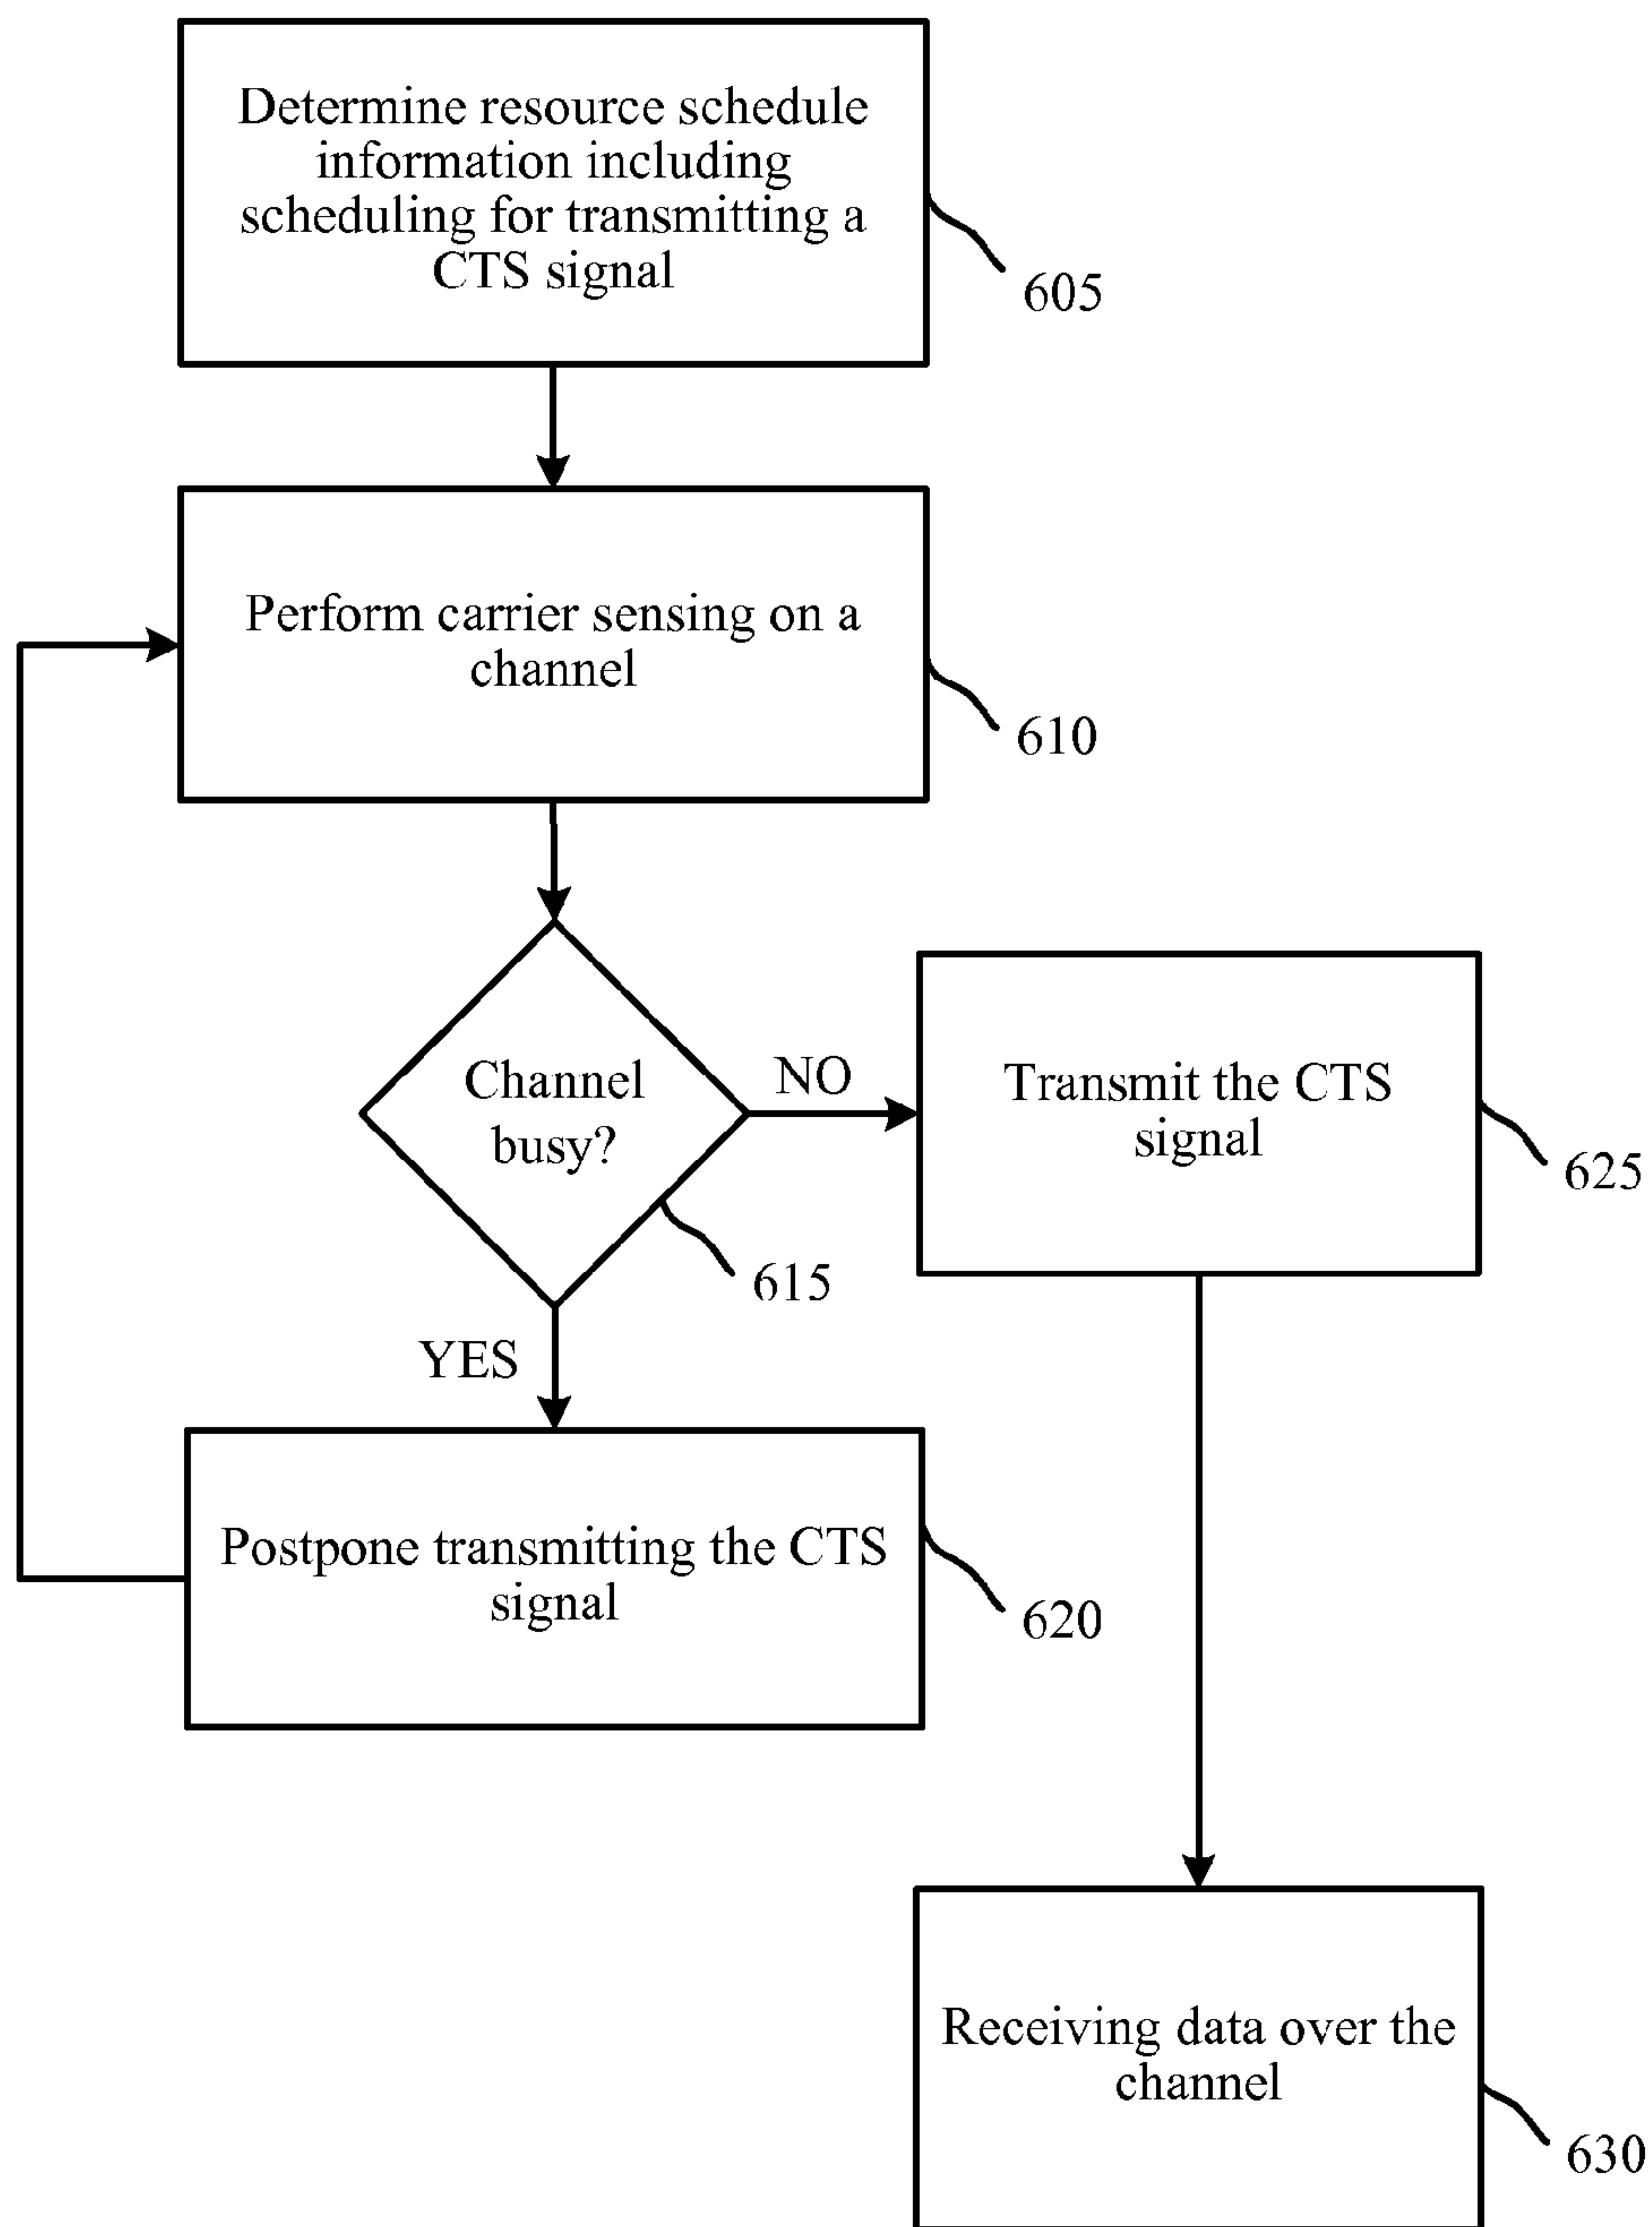 Determine resource schedule
information including
scheduling for transmitting a
CTS signal
605
Perform carrier sensing on a
channel
610
Channel
busy?
615
NO
Transmit the CTS
signal
625
YES
Postpone transmitting the CTS
signal
620
Receiving data over the
channel
630